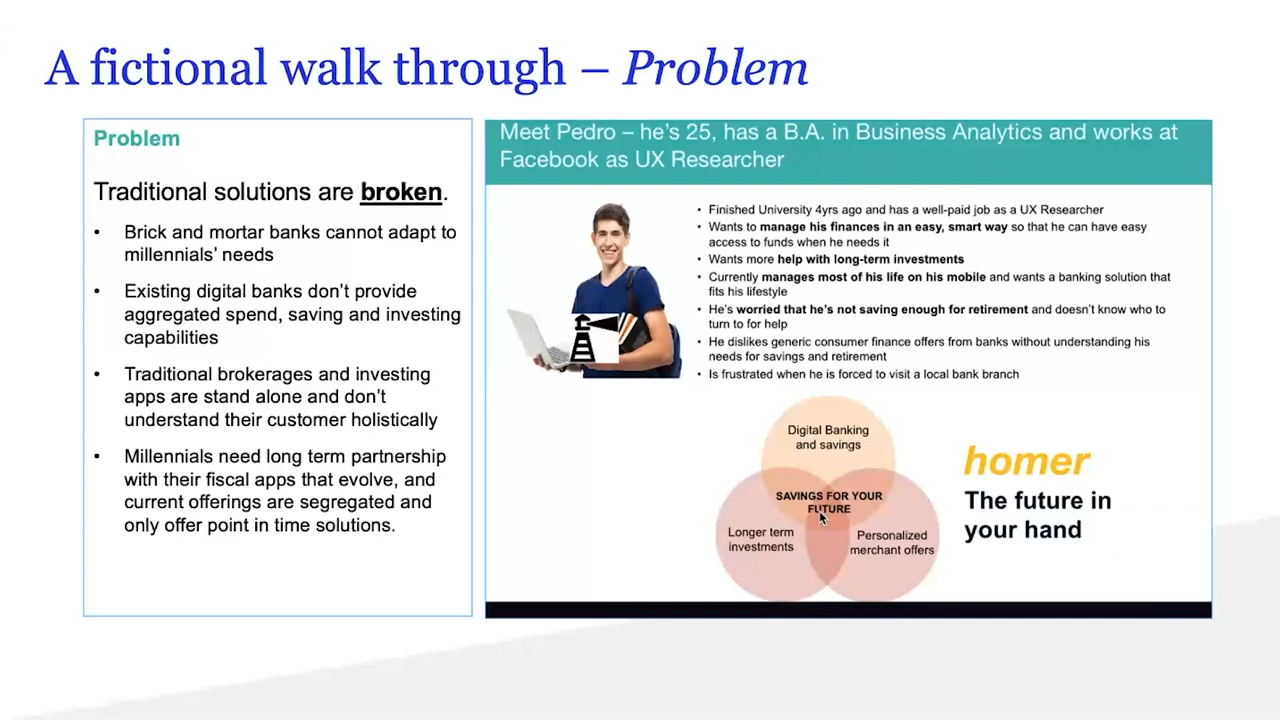 A fictional walk through – Problem
Problem
Traditional solutions are broken.
• Brick and mortar banks cannot adapt to
millennials’ needs
• Existing digital banks don’t provide
aggregated spend, saving and investing
capabilities
• Traditional brokerages and investing
apps are stand alone and don’t
understand their customer holistically
• Millennials need long term partnership
with their fiscal apps that evolve, and
current offerings are segregated and
only offer point in time solutions.
Meet Pedro – he’s 25, has a B.A. in Business Analytics and works at
Facebook as UX Researcher
• Finished University 4yrs ago and has a well-paid job as a UX Researcher
• Wants to manage his finances in an easy, smart way so that he can have easy
access to funds when he needs it
• Wants more help with long-term investments
• Currently manages most of his life on his mobile and wants a banking solution that
fits his lifestyle
• He’s worried that he’s not saving enough for retirement and doesn’t know who to
turn to for help
• He dislikes generic consumer finance offers from banks without understanding his
needs for savings and retirement
• Is frustrated when he is forced to visit a local bank branch
Digital Banking
and savings
SAVINGS FOR YOUR
FUTURE
Longer term
investments
Personalized
merchant offers
homer
The future in
your hand